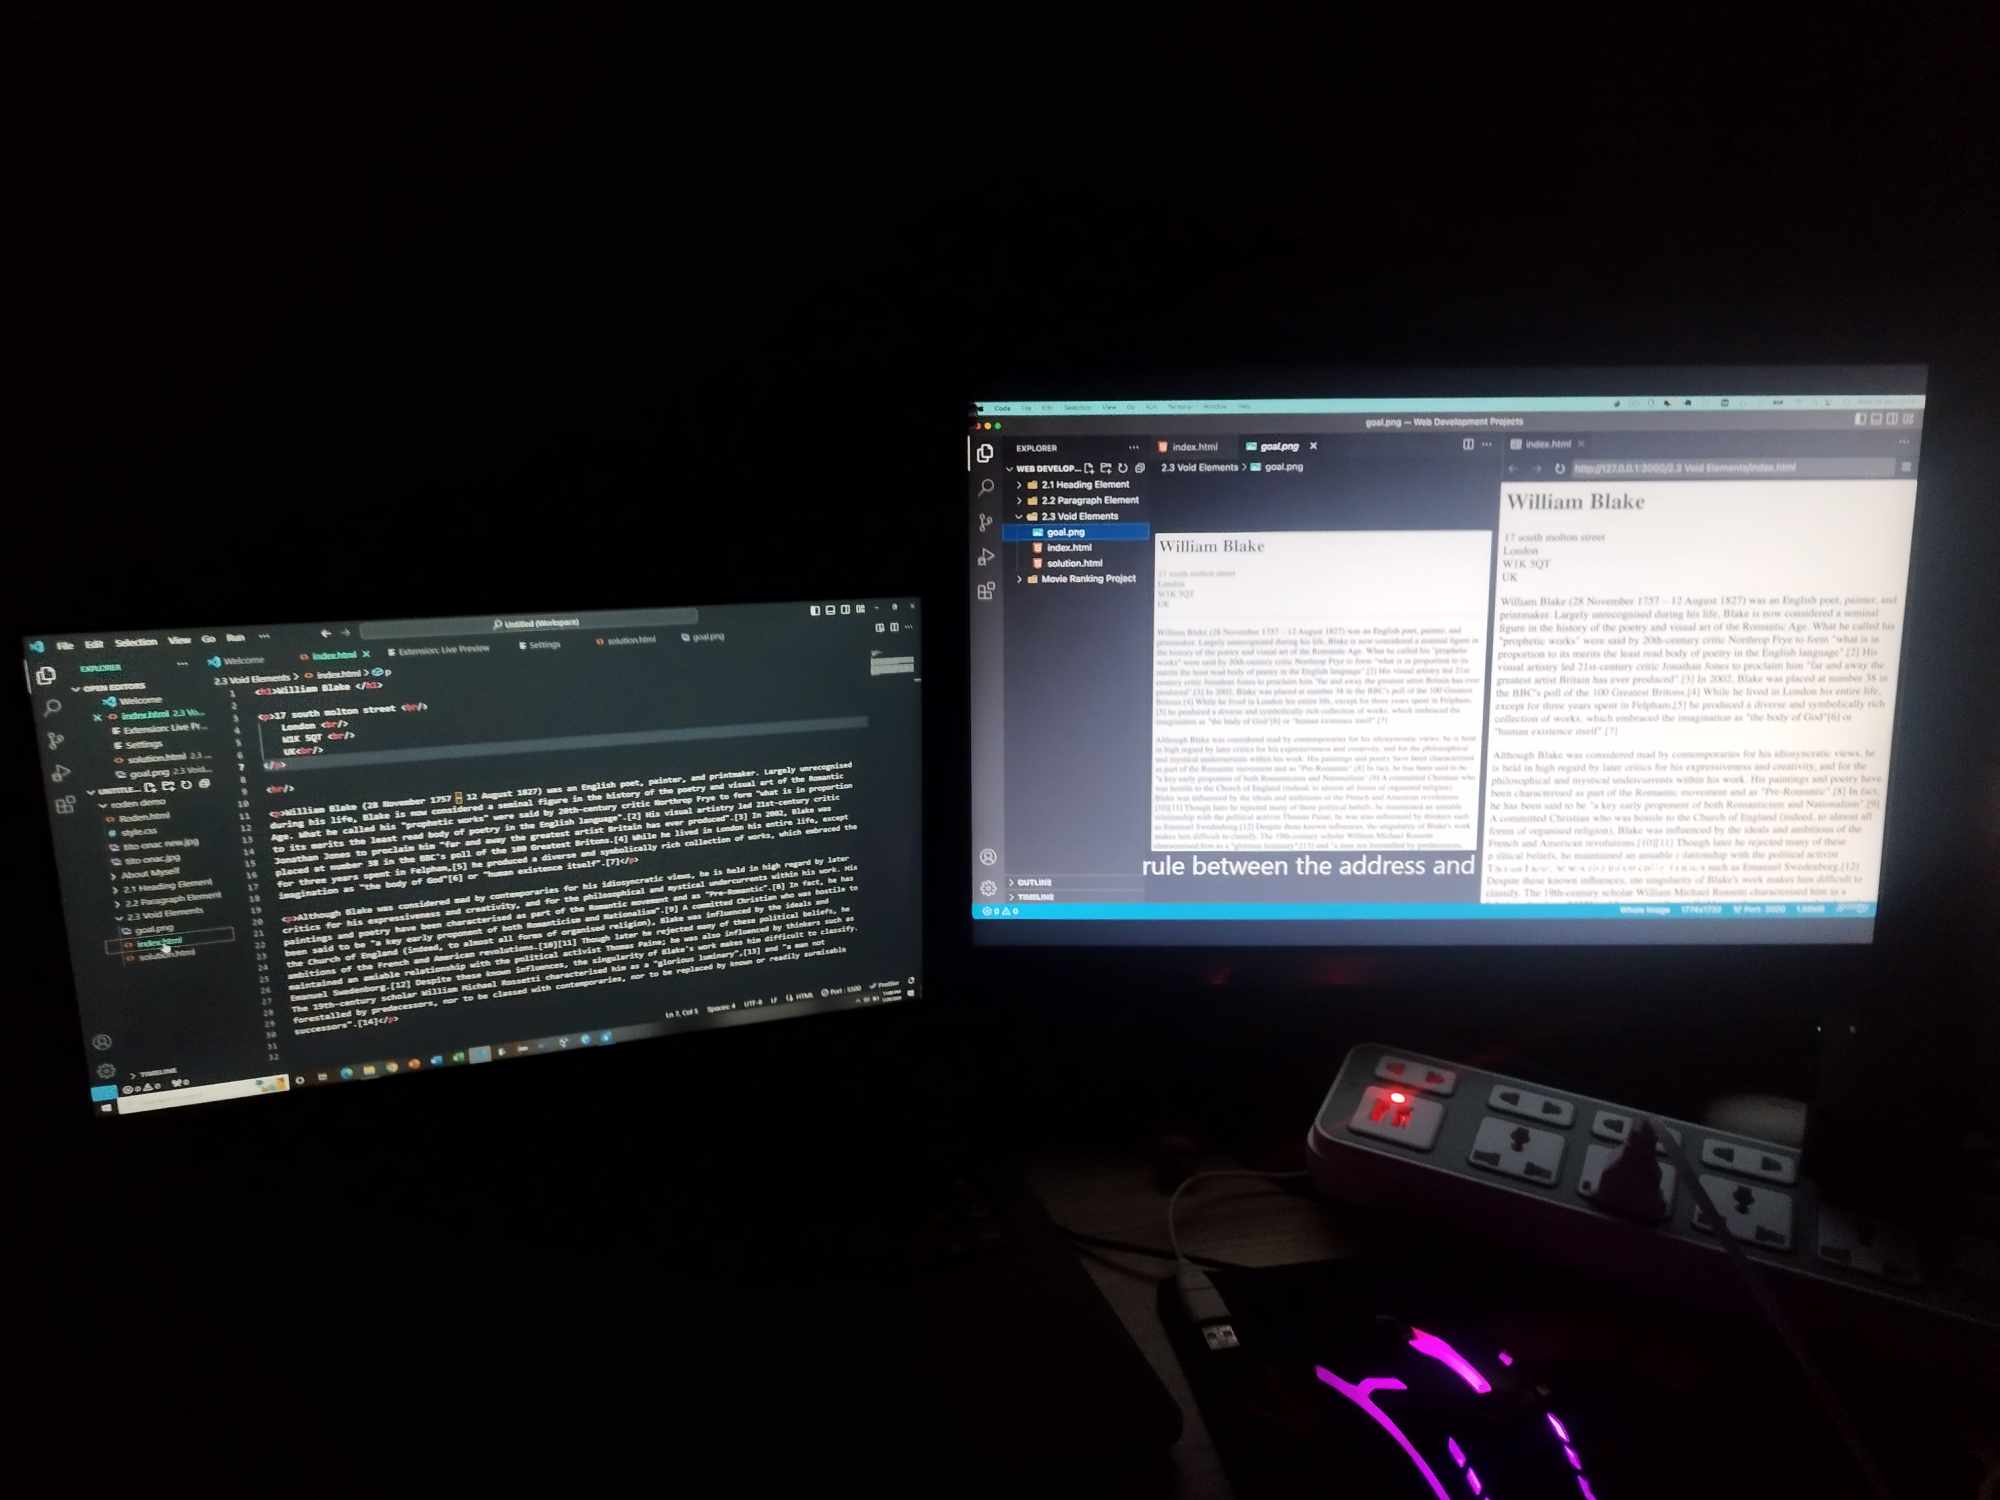 File Edit Selection View Go Run ...
Untitled (Workspace)
EXPLORER
OPEN EDITORS
Welcome
index.html 2.3 Vo...
Extension: Live Pr...
Settings
solution.html 2.3 ...
goal.png 2.3 Void...
UNTITLE...
roden demo
Roden.html
style.css
tito onac new.jpg
tito-onac.jpg
About Myself
2.1 Heading Element
2.2 Paragraph Element
2.3 Void Elements
goal.png
index.html
solution.html
TIMELINE
Welcome
index.html
Extension: Live Preview
Settings
solution.html
goal.png
2.3 Void Elements > index.html > p
<h1>William Blake </h1>
<p>17 south molton street <br/>
London <br/>
W1K 5QT <br/>
UK<br/>
</p>
<hr/>
<p>William Blake (28 November 1757 – 12 August 1827) was an English poet, painter, and printmaker. Largely unrecognised
during his life, Blake is now considered a seminal figure in the history of the poetry and visual art of the Romantic
Age. What he called his "prophetic works" were said by 20th-century critic Northrop Frye to form "what is in proportion
to its merits the least read body of poetry in the English language".[2] His visual artistry led 21st-century critic
Jonathan Jones to proclaim him "far and away the greatest artist Britain has ever produced".[3] In 2002, Blake was
placed at number 38 in the BBC's poll of the 100 Greatest Britons.[4] While he lived in London his entire life, except
for three years spent in Felpham,[5] he produced a diverse and symbolically rich collection of works, which embraced the
imagination as "the body of God"[6] or "human existence itself".[7]</p>
<p>Although Blake was considered mad by contemporaries for his idiosyncratic views, he is held in high regard by later
critics for his expressiveness and creativity, and for the philosophical and mystical undercurrents within his work. His
paintings and poetry have been characterised as part of the Romantic movement and as "Pre-Romantic".[8] In fact, he has
been said to be "a key early proponent of both Romanticism and Nationalism".[9] A committed Christian who was hostile to
the Church of England (indeed, to almost all forms of organised religion), Blake was influenced by the ideals and
ambitions of the French and American revolutions.[10][11] Though later he rejected many of these political beliefs, he
maintained an amiable relationship with the political activist Thomas Paine; he was also influenced by thinkers such as
Emanuel Swedenborg.[12] Despite these known influences, the singularity of Blake's work makes him difficult to classify.
The 19th-century scholar William Michael Rossetti characterised him as a "glorious luminary",[13] and "a man not
forestalled by predecessors, nor to be classed with contemporaries, nor to be replaced by known or readily surmisable
successors".[14]</p>
Ln 7, Col 5 Spaces: 4 UTF-8 LF HTML Port : 5500 Prettier
Code File Edit Selection View Go Run Terminal Window Help
goal.png — Web Development Projects
EXPLORER
WEB DEVELOP...
2.1 Heading Element
2.2 Paragraph Element
2.3 Void Elements
goal.png
index.html
solution.html
Movie Ranking Project
OUTLINE
TIMELINE
index.html
goal.png
2.3 Void Elements > goal.png
William Blake
17 south molton street
London
W1K 5QT
UK
rule between the address and
index.html
http://127.0.0.1:3000/2.3 Void Elements/index.html
William Blake
17 south molton street
London
W1K 5QT
UK
William Blake (28 November 1757 – 12 August 1827) was an English poet, painter, and
printmaker. Largely unrecognised during his life, Blake is now considered a seminal
figure in the history of the poetry and visual art of the Romantic Age. What he called his
"prophetic works" were said by 20th-century critic Northrop Frye to form "what is in
proportion to its merits the least read body of poetry in the English language".[2] His
visual artistry led 21st-century critic Jonathan Jones to proclaim him "far and away the
greatest artist Britain has ever produced".[3] In 2002, Blake was placed at number 38 in
the BBC's poll of the 100 Greatest Britons.[4] While he lived in London his entire life,
except for three years spent in Felpham,[5] he produced a diverse and symbolically rich
collection of works, which embraced the imagination as "the body of God"[6] or
"human existence itself".[7]
Although Blake was considered mad by contemporaries for his idiosyncratic views, he
is held in high regard by later critics for his expressiveness and creativity, and for the
philosophical and mystical undercurrents within his work. His paintings and poetry have
been characterised as part of the Romantic movement and as "Pre-Romantic".[8] In fact,
he has been said to be "a key early proponent of both Romanticism and Nationalism".[9]
A committed Christian who was hostile to the Church of England (indeed, to almost all
forms of organised religion), Blake was influenced by the ideals and ambitions of the
French and American revolutions.[10][11] Though later he rejected many of these
political beliefs, he maintained an amiable relationship with the political activist
such as Emanuel Swedenborg.[12]
Despite these known influences, the singularity of Blake's work makes him difficult to
classify. The 19th-century scholar William Michael Rossetti characterised him as a
Whole Image Port: 3000